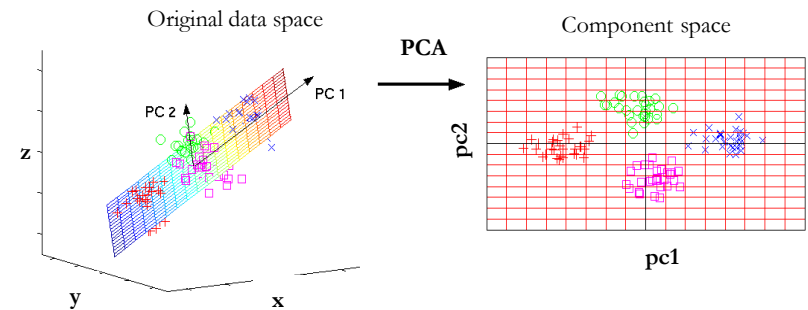 Original data space
Component space
PCA
PC 1
PC 2
z
y
x
pc2
pc1